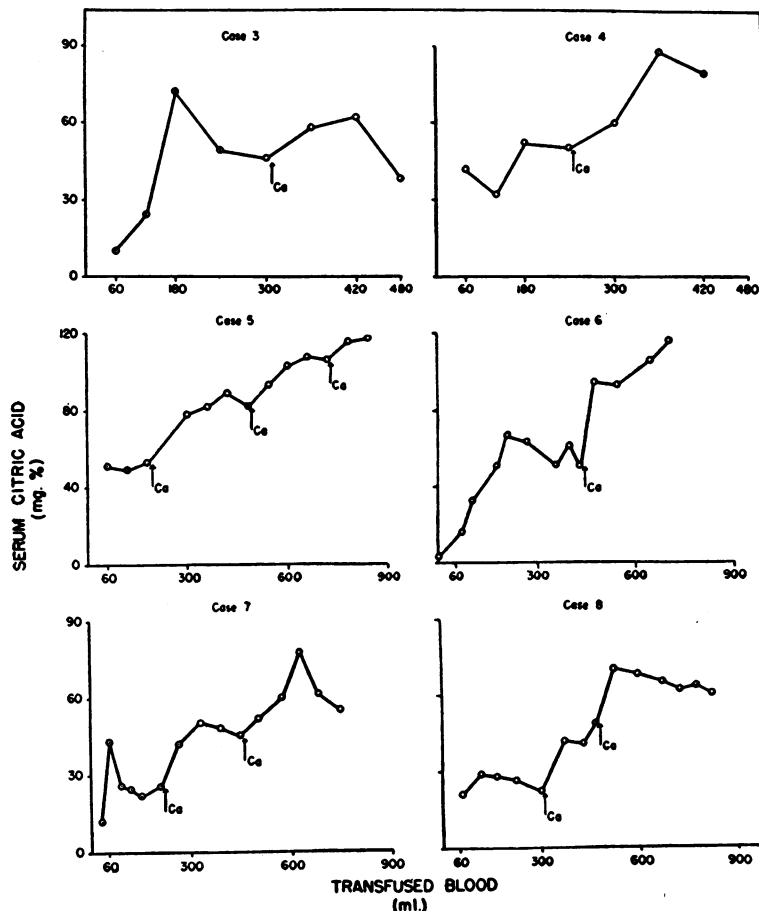 Case 3
Case 4
90
60
30
0
Ca
Ca
60 180 300 420 480
60 180 300 420 480
Case 5
Case 6
120
80
40
0
Ca
Ca
Ca
Ca
60 300 600 900
60 300 600 900
Case 7
Case 8
90
60
30
0
Ca
Ca
Ca
Ca
60 300 600 900
60 300 600 900
SERUM CITRIC ACID
(mg. %)
TRANSFUSED BLOOD
(ml.)